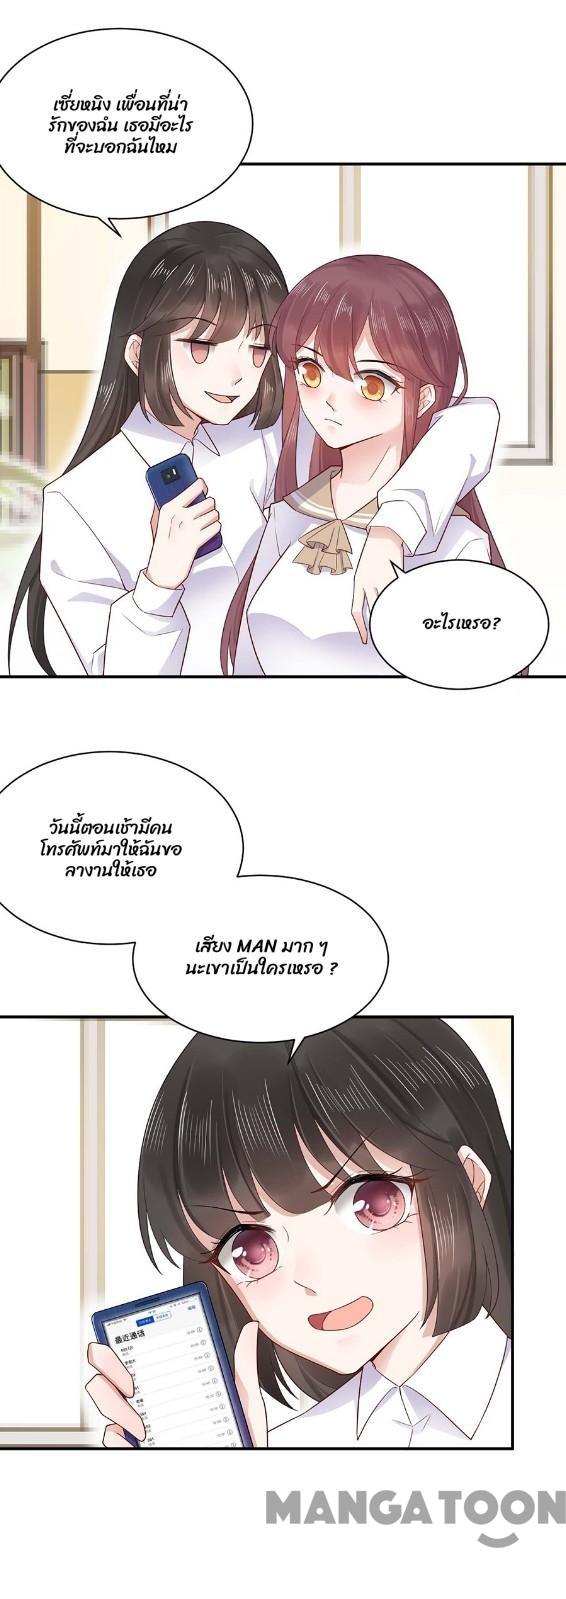 เซี่ยหนิง เพื่อนที่น่า
รักของฉัน เธอมีอะไร
ที่จะบอกฉันไหม
อะไรเหรอ?
วันนี้ตอนเช้ามีคน
โทรศัพท์มาให้ฉันขอ
ลางานให้เธอ
เสียง MAN มาก ๆ
นะเขาเป็นใครเหรอ ?
最近通话
MANGATOON